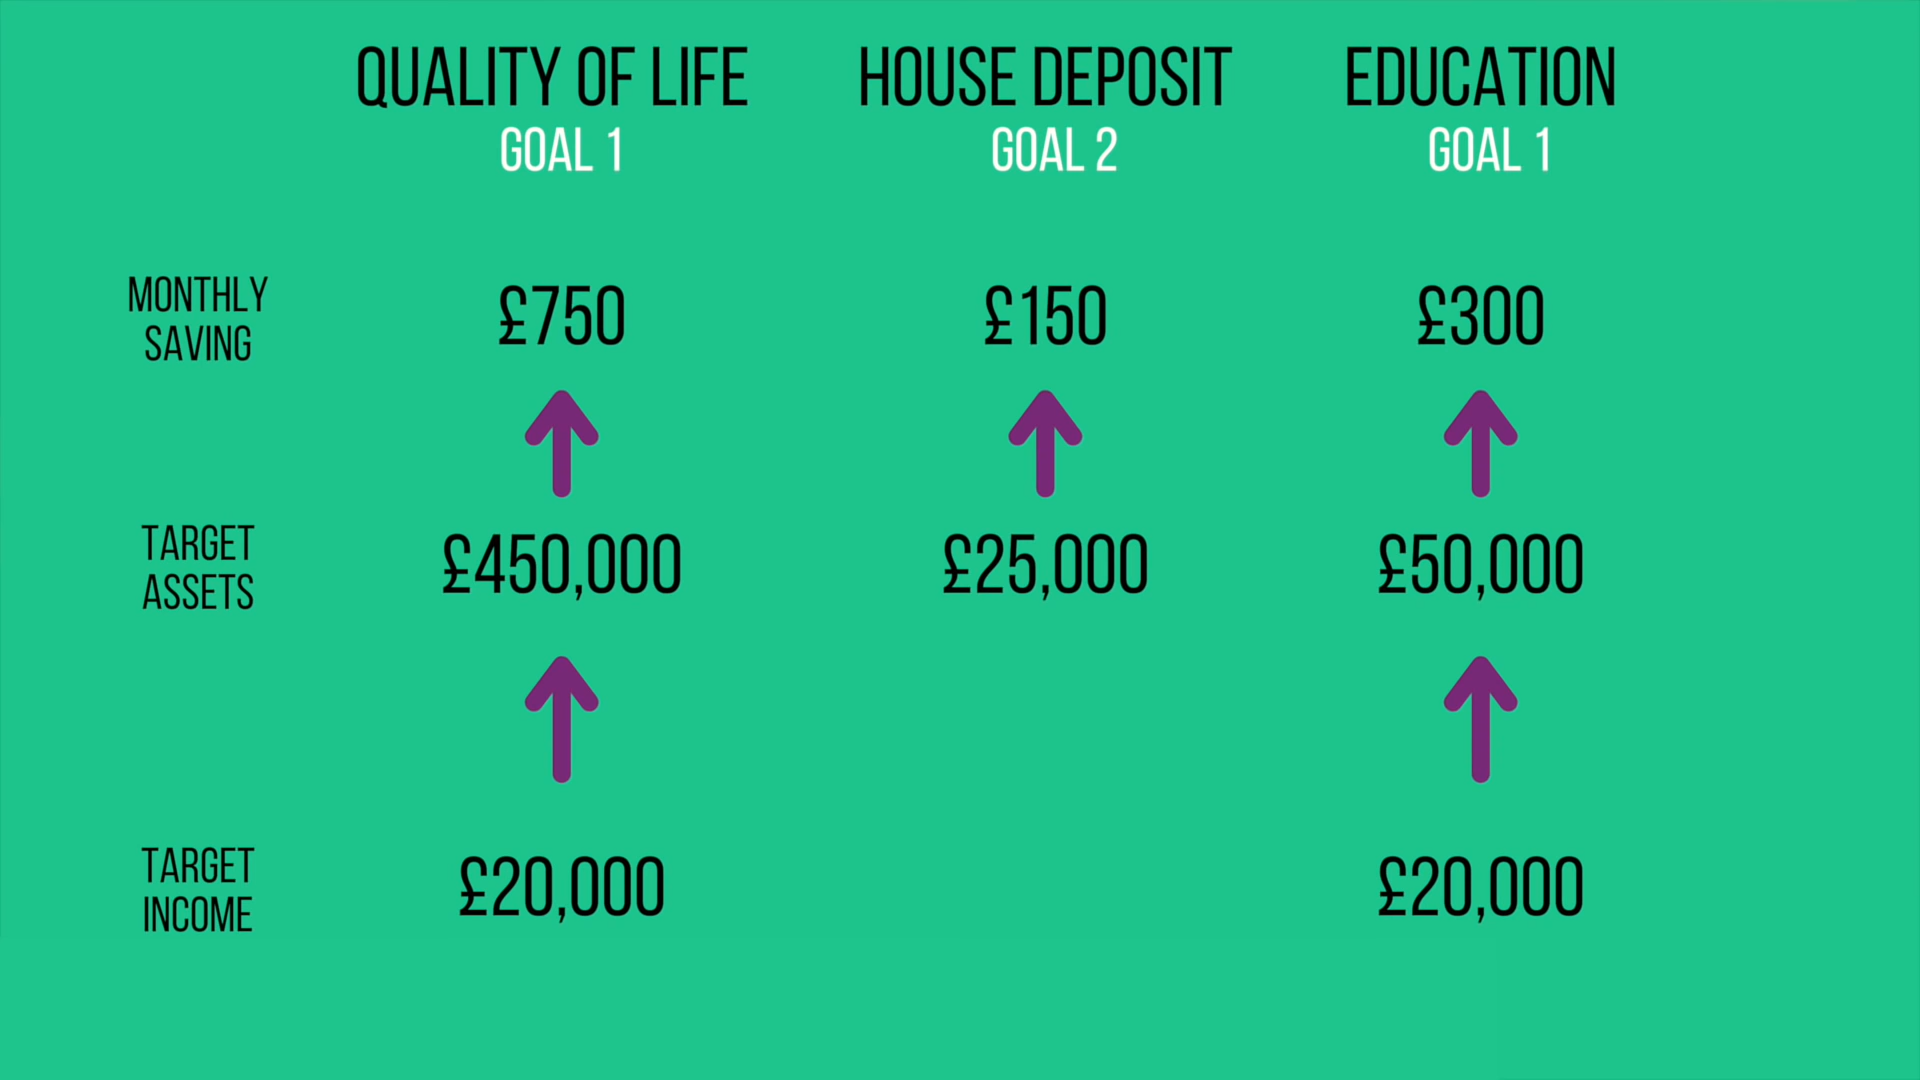 QUALITY OF LIFE
GOAL 1
HOUSE DEPOSIT
GOAL 2
EDUCATION
GOAL 1
MONTHLY
SAVING
£750
£150
£300
TARGET
ASSETS
£450,000
£25,000
£50,000
TARGET
INCOME
£20,000
£20,000